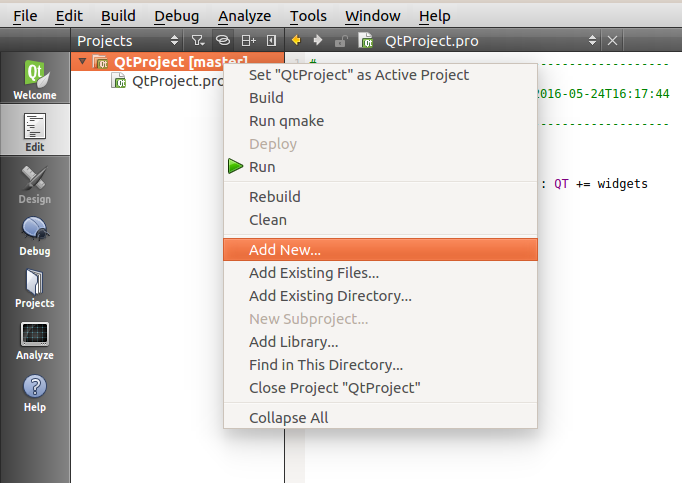 File Edit Build Debug Analyze Tools Window Help
Projects QtProject.pro
Welcome
Edit
Design
Debug
Projects
Analyze
Help
QtProject [master]
QtProject.pro
Set "QtProject" as Active Project
Build
Run qmake
Deploy
Run
Rebuild
Clean
Add New...
Add Existing Files...
Add Existing Directory...
New Subproject...
Add Library...
Find in This Directory...
Close Project "QtProject"
Collapse All
#-----------------
2016-05-24T16:17:44
-----------------
: QT += widgets